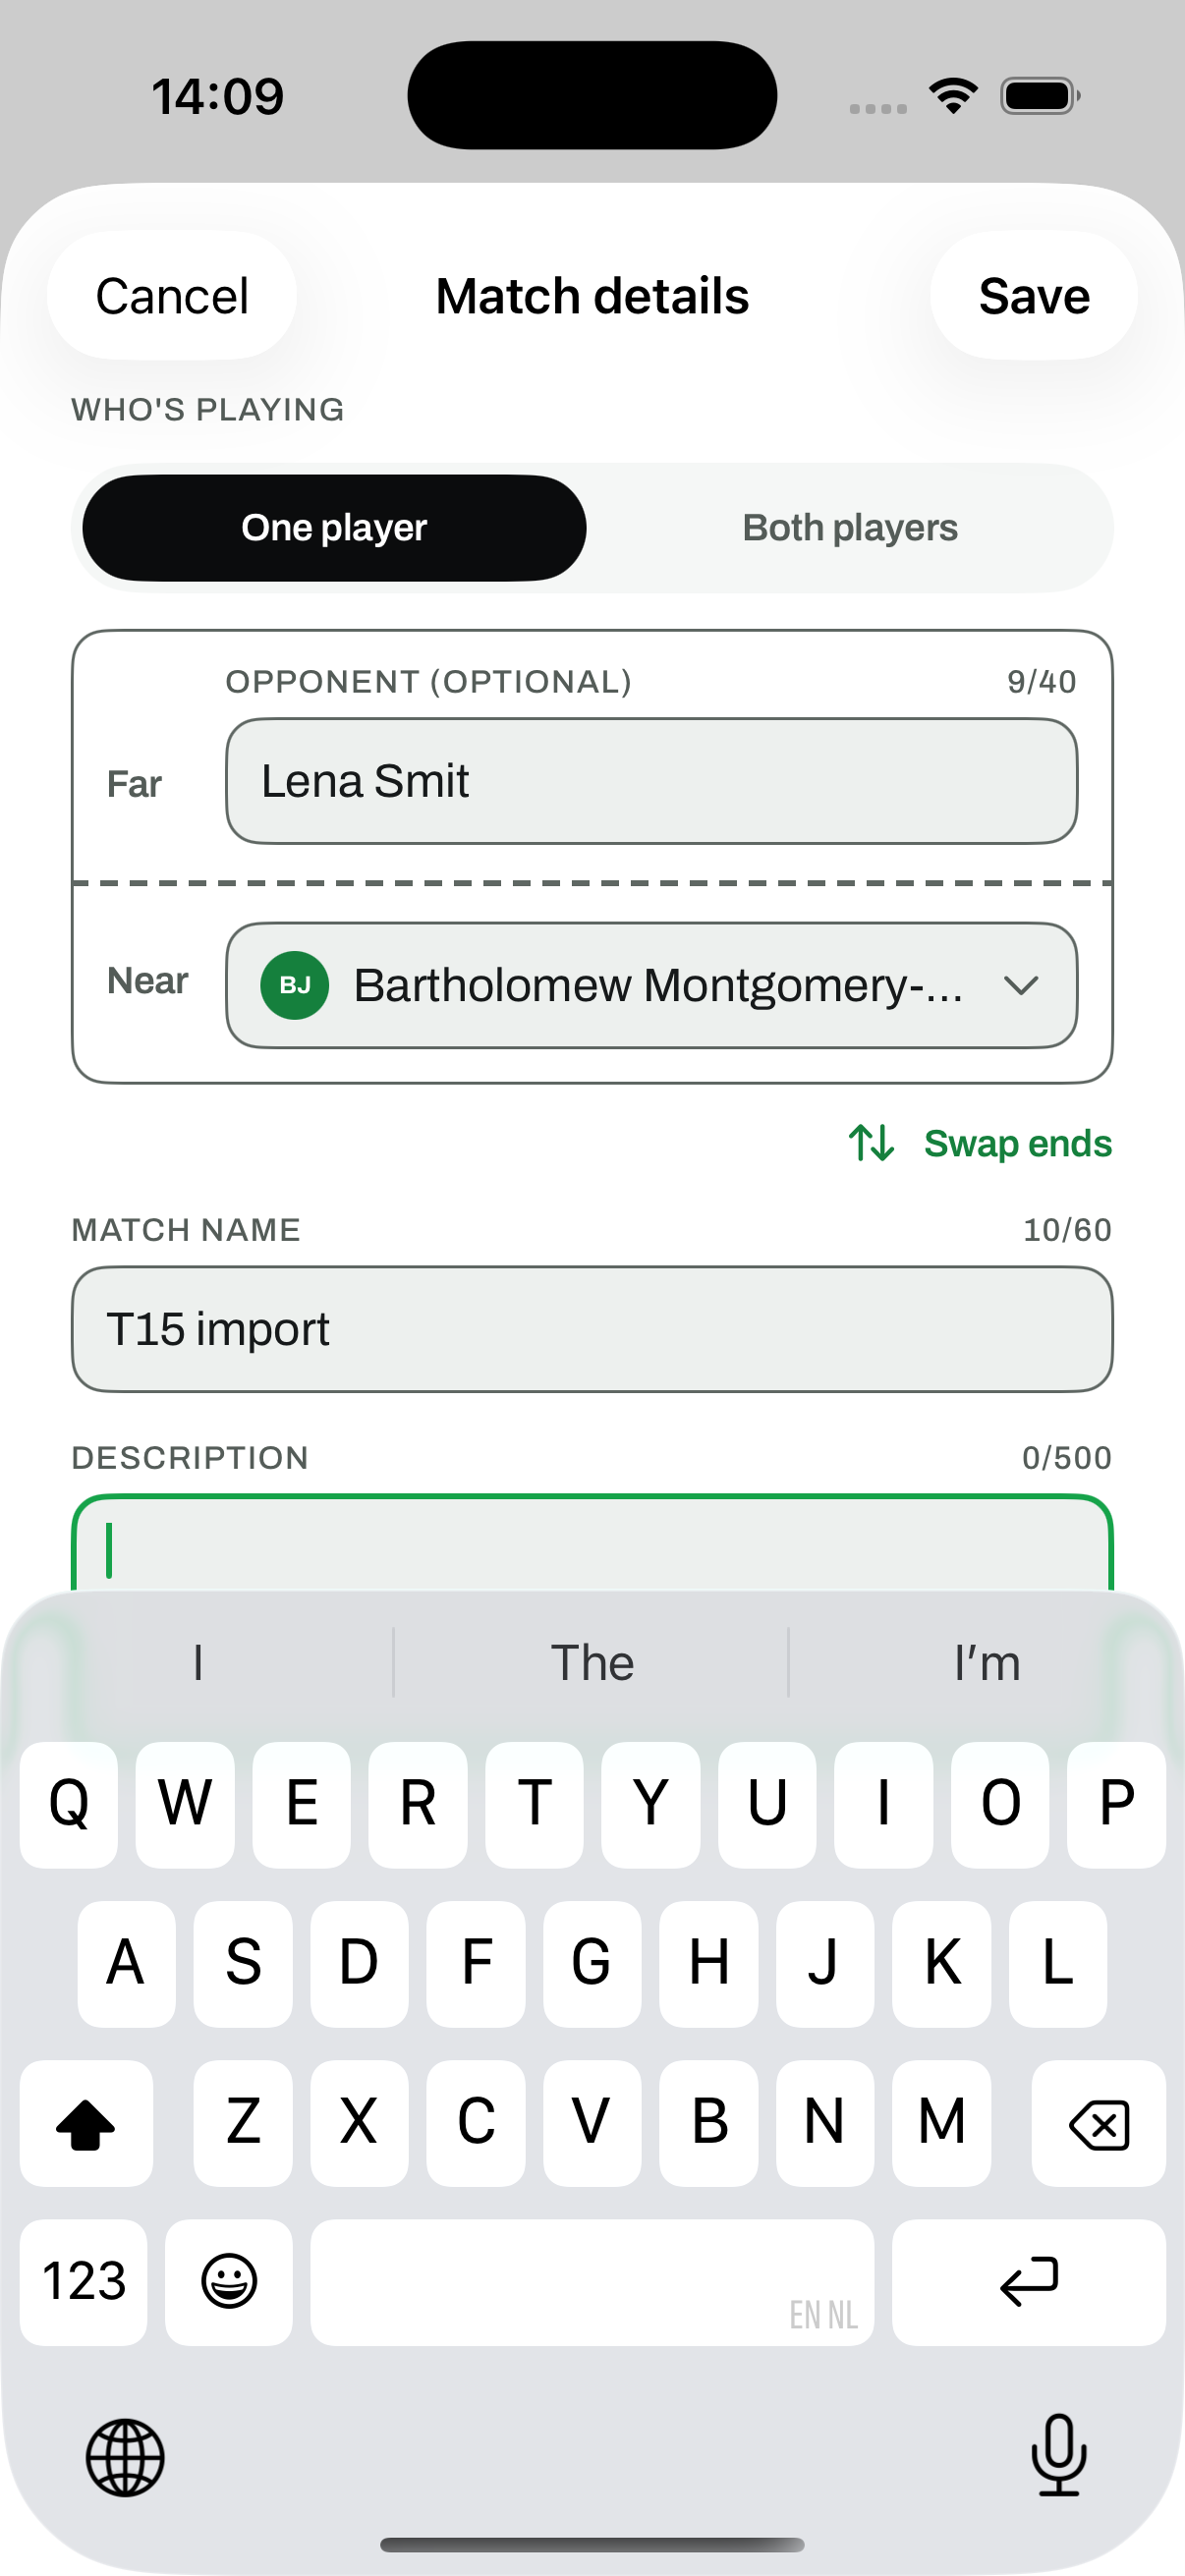 14:09
Cancel Match details Save
WHO'S PLAYING
One player Both players
OPPONENT (OPTIONAL) 9/40
Far Lena Smit
Near BJ Bartholomew Montgomery-...
Swap ends
MATCH NAME 10/60
T15 import
DESCRIPTION 0/500
I The I'm
Q W E R T Y U I O P
A S D F G H J K L
Z X C V B N M
123 EN NL